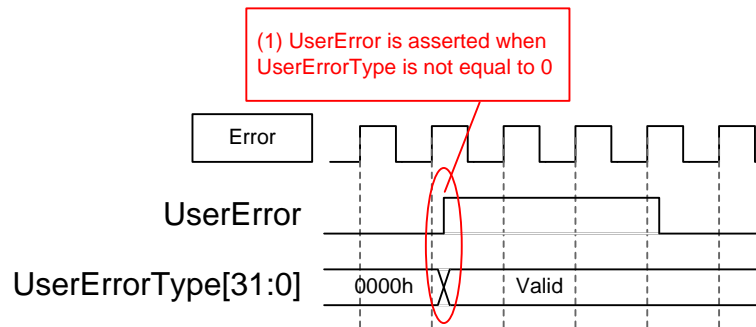 (1) UserError is asserted when
UserErrorType is not equal to 0
Error
UserError
UserErrorType[31:0]
0000h
Valid